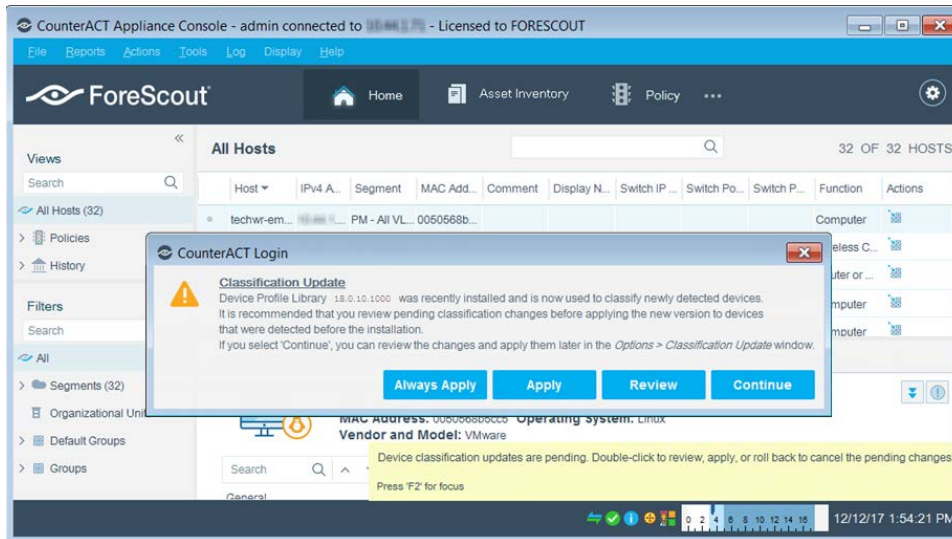 CounterACT Appliance Console - admin connected to - Licensed to FORESCOUT
File Reports Actions Tools Log Display Help
ForeScout Home Asset Inventory Policy
Views
Search
All Hosts (32)
Policies
History
Filters
Search
All
Segments (32)
Organizational Unit
Default Groups
Groups
All Hosts 32 OF 32 HOSTS
Host IPv4 A... Segment MAC Add... Comment Display N... Switch IP ... Switch Po... Switch P... Function Actions
techwr-em... PM - All VL... 0050568b... Computer
eless C...
uter or ...
mputer
mputer
CounterACT Login
Classification Update
Device Profile Library 18.0.10.1000 was recently installed and is now used to classify newly detected devices.
It is recommended that you review pending classification changes before applying the new version to devices
that were detected before the installation.
If you select 'Continue', you can review the changes and apply them later in the Options > Classification Update window.
Always Apply Apply Review Continue
MAC Address: 0050568b5cc5 Operating System: Linux
Vendor and Model: VMware
Search
General
Device classification updates are pending. Double-click to review, apply, or roll back to cancel the pending changes
Press 'F2' for focus
0 2 4 6 8 10 12 14 16 12/12/17 1:54:21 PM